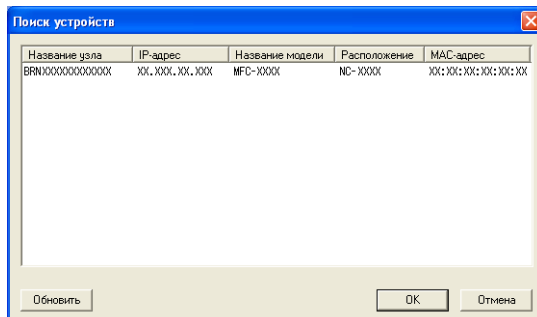 Поиск устройств
Название узла IP-адрес Название модели Расположение MAC-адрес
BRNXXXXXXXXXXXX XX.XXX.XX.XXX MFC-XXXX NC-XXXX XX:XX:XX:XX:XX:XX
Обновить OK Отмена